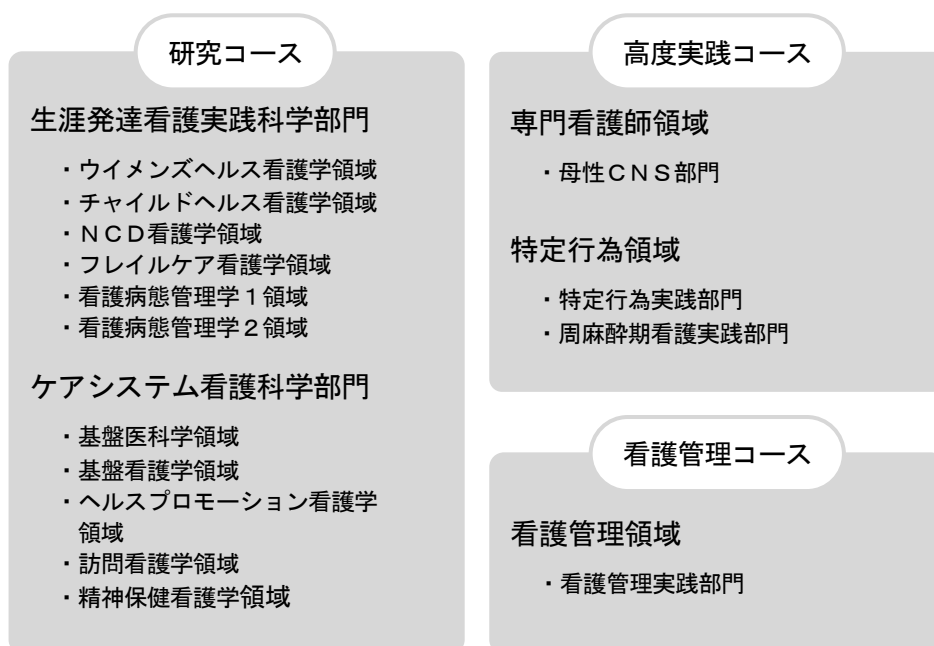 研究コース
生涯発達看護実践科学部門
・ウイメンズヘルス看護学領域
・チャイルドヘルス看護学領域
・ＮＣＤ看護学領域
・フレイルケア看護学領域
・看護病態管理学１領域
・看護病態管理学２領域
ケアシステム看護科学部門
・基盤医科学領域
・基盤看護学領域
・ヘルスプロモーション看護学
領域
・訪問看護学領域
・精神保健看護学領域
高度実践コース
専門看護師領域
・母性ＣＮＳ部門
特定行為領域
・特定行為実践部門
・周麻酔期看護実践部門
看護管理コース
看護管理領域
・看護管理実践部門